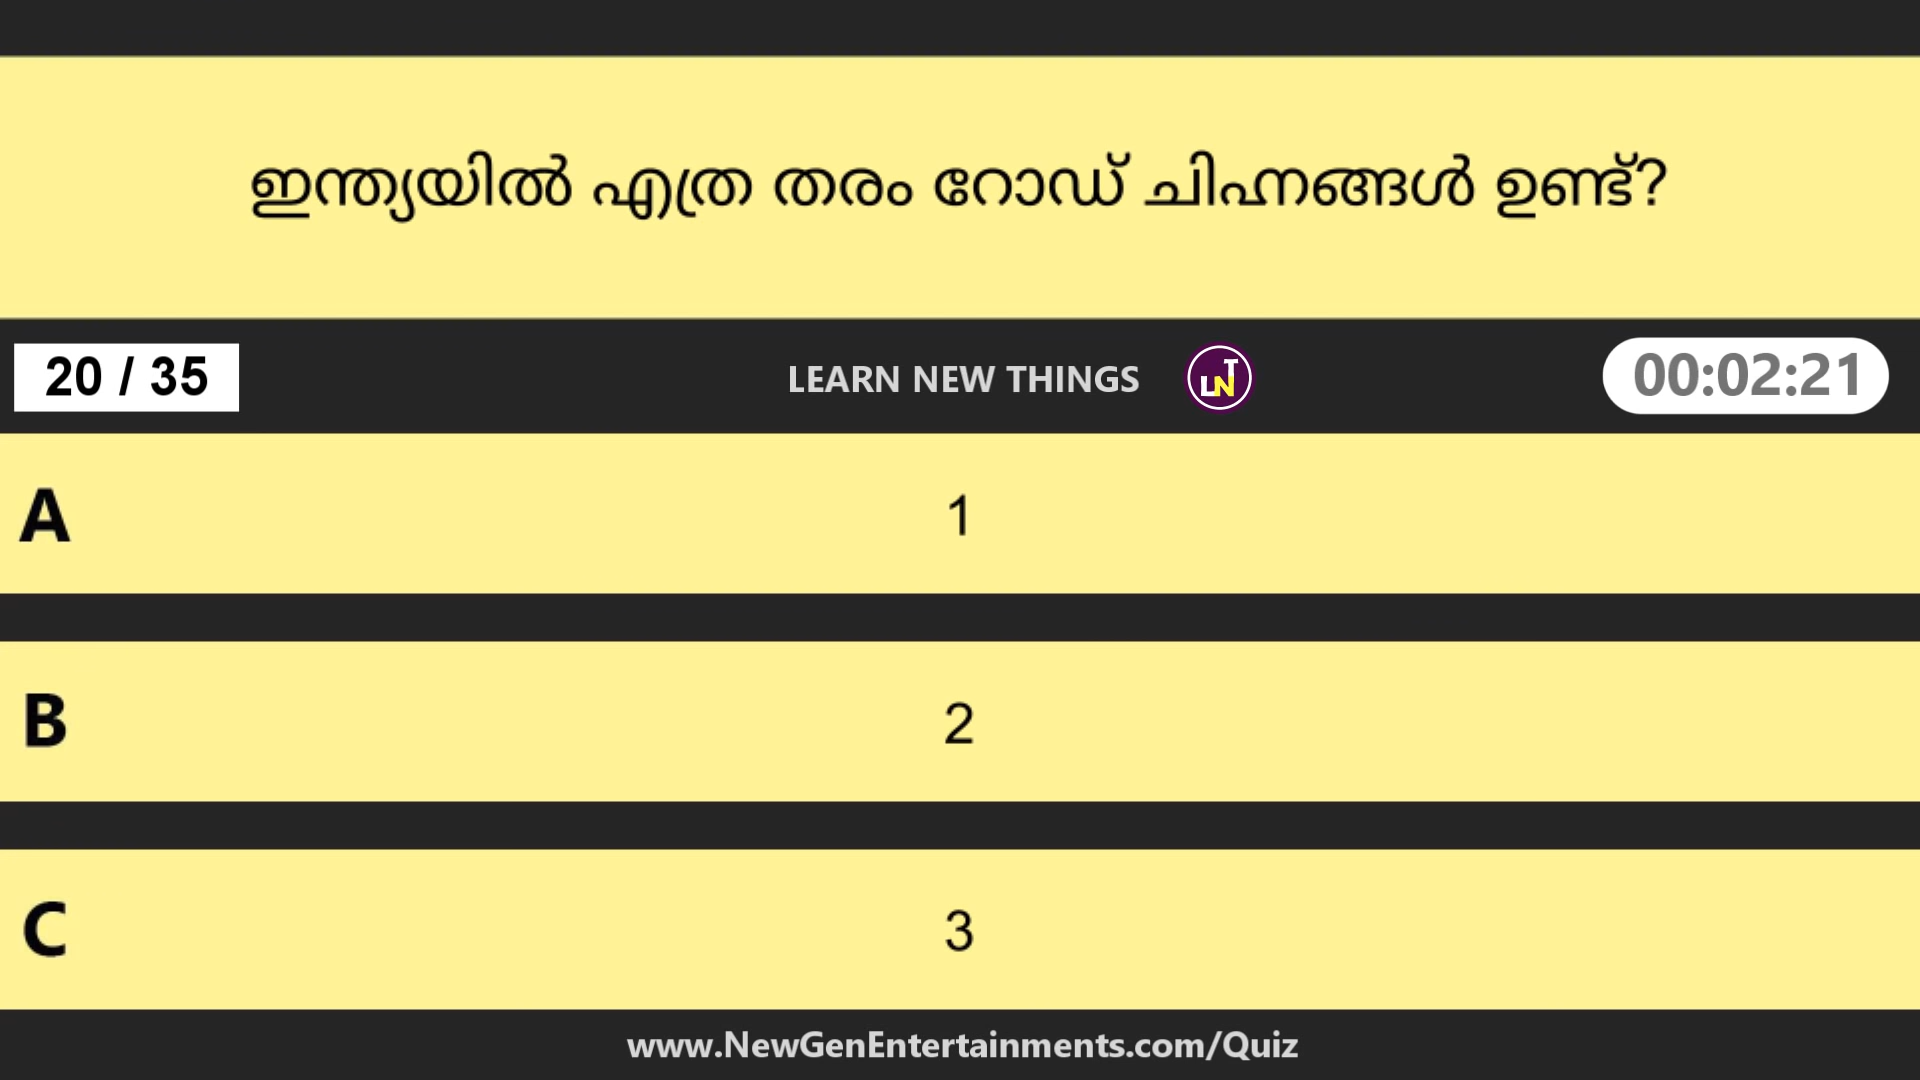 ഇന്ത്യയിൽ എത്ര തരം റോഡ് ചിഹ്നങ്ങൾ ഉണ്ട്?
20 / 35
LEARN NEW THINGS
LNT
00:02:21
A
1
B
2
C
3
www.NewGenEntertainments.com/Quiz